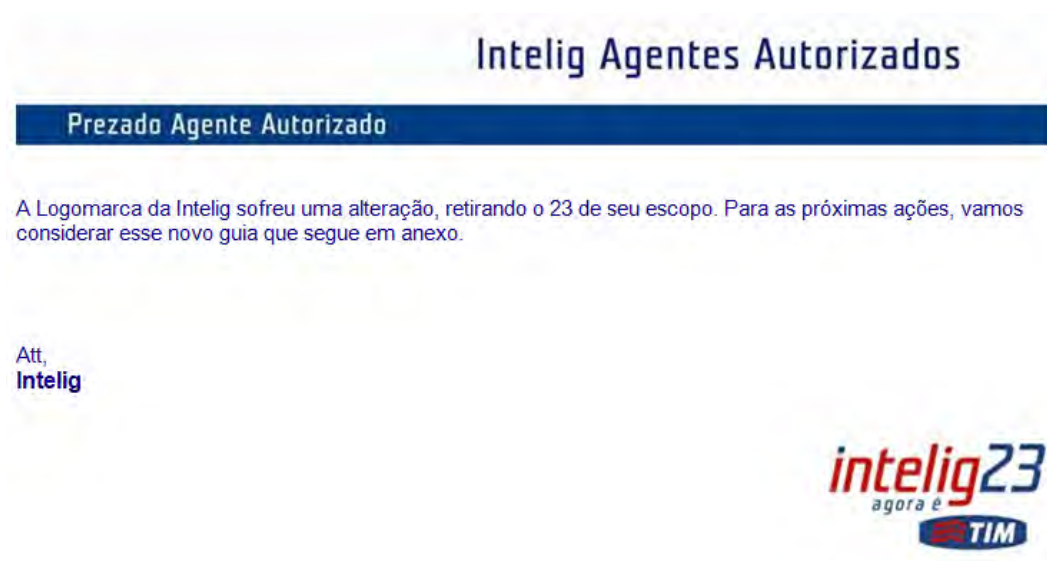 Intelig Agentes Autorizados
Prezado Agente Autorizado
A Logomarca da Intelig sofreu uma alteração, retirando o 23 de seu escopo. Para as próximas ações, vamos
considerar esse novo guia que segue em anexo.
Att,
Intelig
intelig23
agora é
TIM